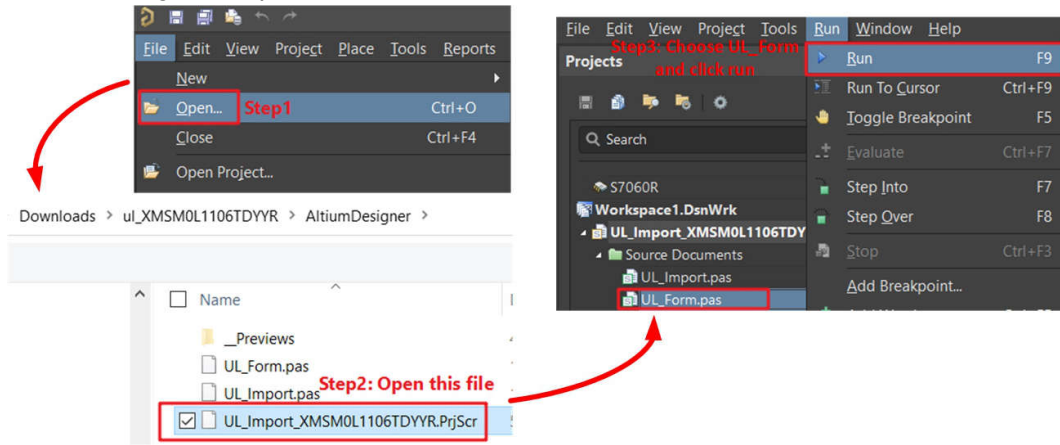 File Edit View Project Place Tools Reports
New
Open... Step1 Ctrl+O
Close Ctrl+F4
Open Project...
Downloads > ul_XMSM0L1106TDYYR > AltiumDesigner >
Name
__Previews
UL_Form.pas
UL_Import.pas
Step2: Open this file
UL_Import_XMSM0L1106TDYYR.PrjScr
File Edit View Project Tools Run Window Help
Step3: Choose UL_Form
and click run
Projects
Search
S7060R
Workspace1.DsnWrk
UL_Import_XMSM0L1106TDY
Source Documents
UL_Import.pas
UL_Form.pas
Run F9
Run To Cursor Ctrl+F9
Toggle Breakpoint F5
Evaluate Ctrl+F7
Step Into F7
Step Over F8
Stop Ctrl+F3
Add Breakpoint...